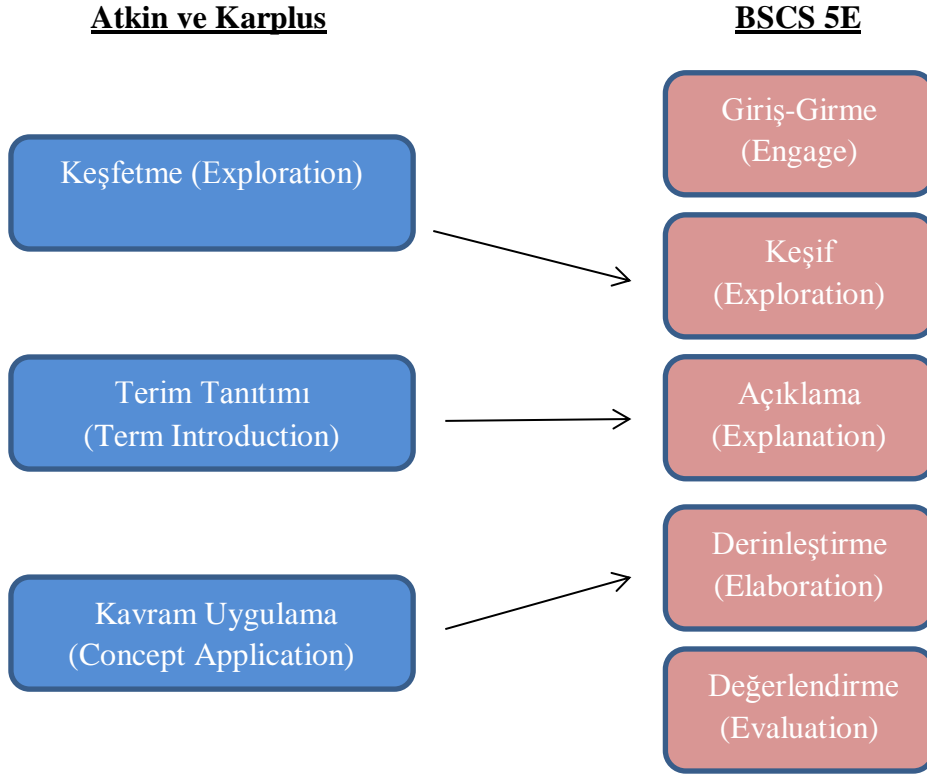 Atkin ve Karplus
Keşfetme (Exploration)
Terim Tanıtımı
(Term Introduction)
Kavram Uygulama
(Concept Application)
BSCS 5E
Giriş-Girme
(Engage)
Keşif
(Exploration)
Açıklama
(Explanation)
Derinleştirme
(Elaboration)
Değerlendirme
(Evaluation)